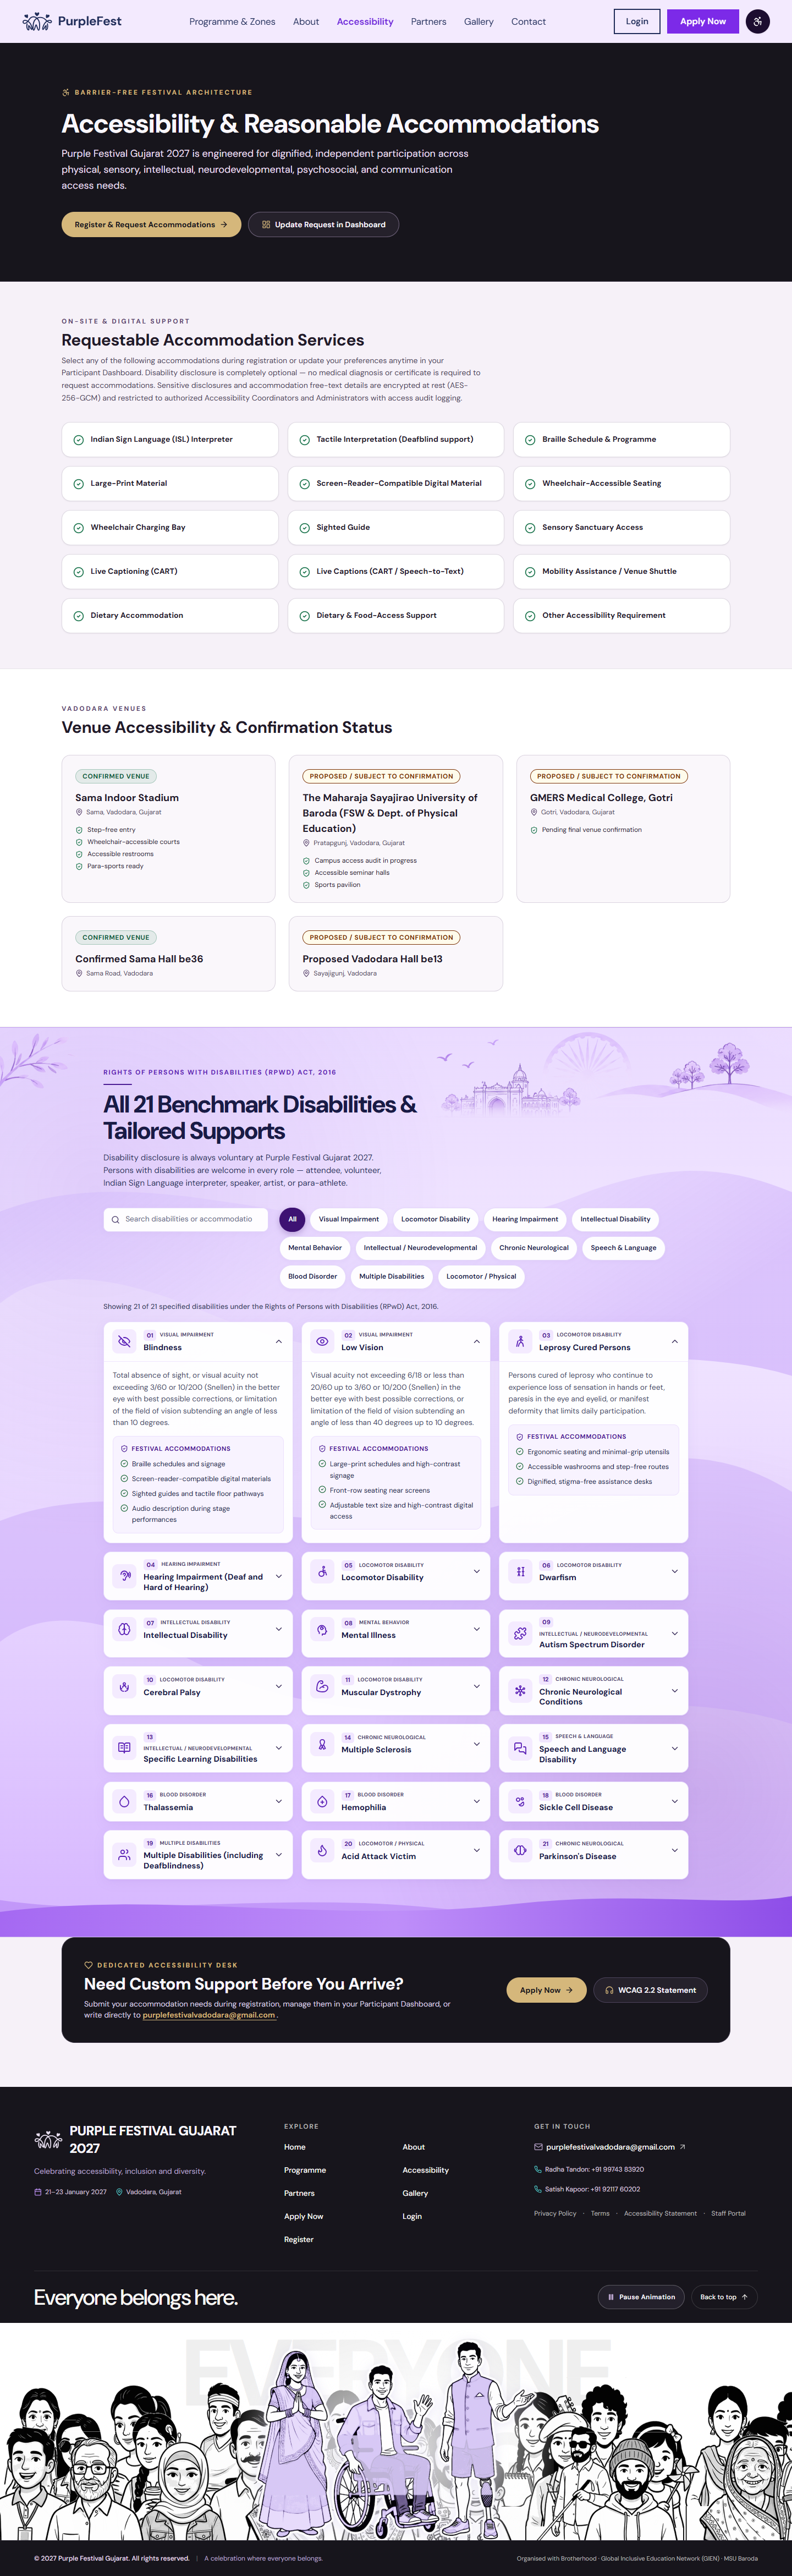 PurpleFest
Programme & Zones
About
Accessibility
Partners
Gallery
Contact
Login
Apply Now
BARRIER-FREE FESTIVAL ARCHITECTURE
Accessibility & Reasonable Accommodations
Purple Festival Gujarat 2027 is engineered for dignified, independent participation across
physical, sensory, intellectual, neurodevelopmental, psychosocial, and communication
access needs.
Register & Request Accommodations
Update Request in Dashboard
ON-SITE & DIGITAL SUPPORT
Requestable Accommodation Services
Select any of the following accommodations during registration or update your preferences anytime in your
Participant Dashboard. Disability disclosure is completely optional — no medical diagnosis or certificate is required to
request accommodations. Sensitive disclosures and accommodation free-text details are encrypted at rest (AES-
256-GCM) and restricted to authorized Accessibility Coordinators and Administrators with access audit logging.
Indian Sign Language (ISL) Interpreter
Tactile Interpretation (Deafblind support)
Braille Schedule & Programme
Large-Print Material
Screen-Reader-Compatible Digital Material
Wheelchair-Accessible Seating
Wheelchair Charging Bay
Sighted Guide
Sensory Sanctuary Access
Live Captioning (CART)
Live Captions (CART / Speech-to-Text)
Mobility Assistance / Venue Shuttle
Dietary Accommodation
Dietary & Food-Access Support
Other Accessibility Requirement
VADODARA VENUES
Venue Accessibility & Confirmation Status
CONFIRMED VENUE
Sama Indoor Stadium
Sama, Vadodara, Gujarat
Step-free entry
Wheelchair-accessible courts
Accessible restrooms
Para-sports ready
PROPOSED / SUBJECT TO CONFIRMATION
The Maharaja Sayajirao University of
Baroda (FSW & Dept. of Physical
Education)
Pratapgunj, Vadodara, Gujarat
Campus access audit in progress
Accessible seminar halls
Sports pavilion
PROPOSED / SUBJECT TO CONFIRMATION
GMERS Medical College, Gotri
Gotri, Vadodara, Gujarat
Pending final venue confirmation
CONFIRMED VENUE
Confirmed Sama Hall be36
Sama Road, Vadodara
PROPOSED / SUBJECT TO CONFIRMATION
Proposed Vadodara Hall be13
Sayajigunj, Vadodara
RIGHTS OF PERSONS WITH DISABILITIES (RPWD) ACT, 2016
All 21 Benchmark Disabilities &
Tailored Supports
Disability disclosure is always voluntary at Purple Festival Gujarat 2027.
Persons with disabilities are welcome in every role — attendee, volunteer,
Indian Sign Language interpreter, speaker, artist, or para-athlete.
Search disabilities or accommodatio
All
Visual Impairment
Locomotor Disability
Hearing Impairment
Intellectual Disability
Mental Behavior
Intellectual / Neurodevelopmental
Chronic Neurological
Speech & Language
Blood Disorder
Multiple Disabilities
Locomotor / Physical
Showing 21 of 21 specified disabilities under the Rights of Persons with Disabilities (RPwD) Act, 2016.
01 VISUAL IMPAIRMENT
Blindness
Total absence of sight, or visual acuity not
exceeding 3/60 or 10/200 (Snellen) in the better
eye with best possible corrections, or limitation
of the field of vision subtending an angle of less
than 10 degrees.
FESTIVAL ACCOMMODATIONS
Braille schedules and signage
Screen-reader-compatible digital materials
Sighted guides and tactile floor pathways
Audio description during stage
performances
02 VISUAL IMPAIRMENT
Low Vision
Visual acuity not exceeding 6/18 or less than
20/60 up to 3/60 or 10/200 (Snellen) in the
better eye with best possible corrections, or
limitation of the field of vision subtending an
angle of less than 40 degrees up to 10 degrees.
FESTIVAL ACCOMMODATIONS
Large-print schedules and high-contrast
signage
Front-row seating near screens
Adjustable text size and high-contrast digital
access
03 LOCOMOTOR DISABILITY
Leprosy Cured Persons
Persons cured of leprosy who continue to
experience loss of sensation in hands or feet,
paresis in the eye and eyelid, or manifest
deformity that limits daily participation.
FESTIVAL ACCOMMODATIONS
Ergonomic seating and minimal-grip utensils
Accessible washrooms and step-free routes
Dignified, stigma-free assistance desks
04 HEARING IMPAIRMENT
Hearing Impairment (Deaf and
Hard of Hearing)
05 LOCOMOTOR DISABILITY
Locomotor Disability
06 LOCOMOTOR DISABILITY
Dwarfism
07 INTELLECTUAL DISABILITY
Intellectual Disability
08 MENTAL BEHAVIOR
Mental Illness
09
INTELLECTUAL / NEURODEVELOPMENTAL
Autism Spectrum Disorder
10 LOCOMOTOR DISABILITY
Cerebral Palsy
11 LOCOMOTOR DISABILITY
Muscular Dystrophy
12 CHRONIC NEUROLOGICAL
Chronic Neurological
Conditions
13
INTELLECTUAL / NEURODEVELOPMENTAL
Specific Learning Disabilities
14 CHRONIC NEUROLOGICAL
Multiple Sclerosis
15 SPEECH & LANGUAGE
Speech and Language
Disability
16 BLOOD DISORDER
Thalassemia
17 BLOOD DISORDER
Hemophilia
18 BLOOD DISORDER
Sickle Cell Disease
19 MULTIPLE DISABILITIES
Multiple Disabilities (including
Deafblindness)
20 LOCOMOTOR / PHYSICAL
Acid Attack Victim
21 CHRONIC NEUROLOGICAL
Parkinson's Disease
DEDICATED ACCESSIBILITY DESK
Need Custom Support Before You Arrive?
Submit your accommodation needs during registration, manage them in your Participant Dashboard, or
write directly to purplefestivalvadodara@gmail.com.
Apply Now
WCAG 2.2 Statement
PURPLE FESTIVAL GUJARAT
2027
Celebrating accessibility, inclusion and diversity.
21–23 January 2027
Vadodara, Gujarat
EXPLORE
Home
About
Programme
Accessibility
Partners
Gallery
Apply Now
Login
Register
GET IN TOUCH
purplefestivalvadodara@gmail.com
Radha Tandon: +91 99743 83920
Satish Kapoor: +91 92117 60202
Privacy Policy · Terms · Accessibility Statement · Staff Portal
Everyone belongs here.
Pause Animation
Back to top
EVERYONE
© 2027 Purple Festival Gujarat. All rights reserved. | A celebration where everyone belongs.
Organised with Brotherhood · Global Inclusive Education Network (GIEN) · MSU Baroda